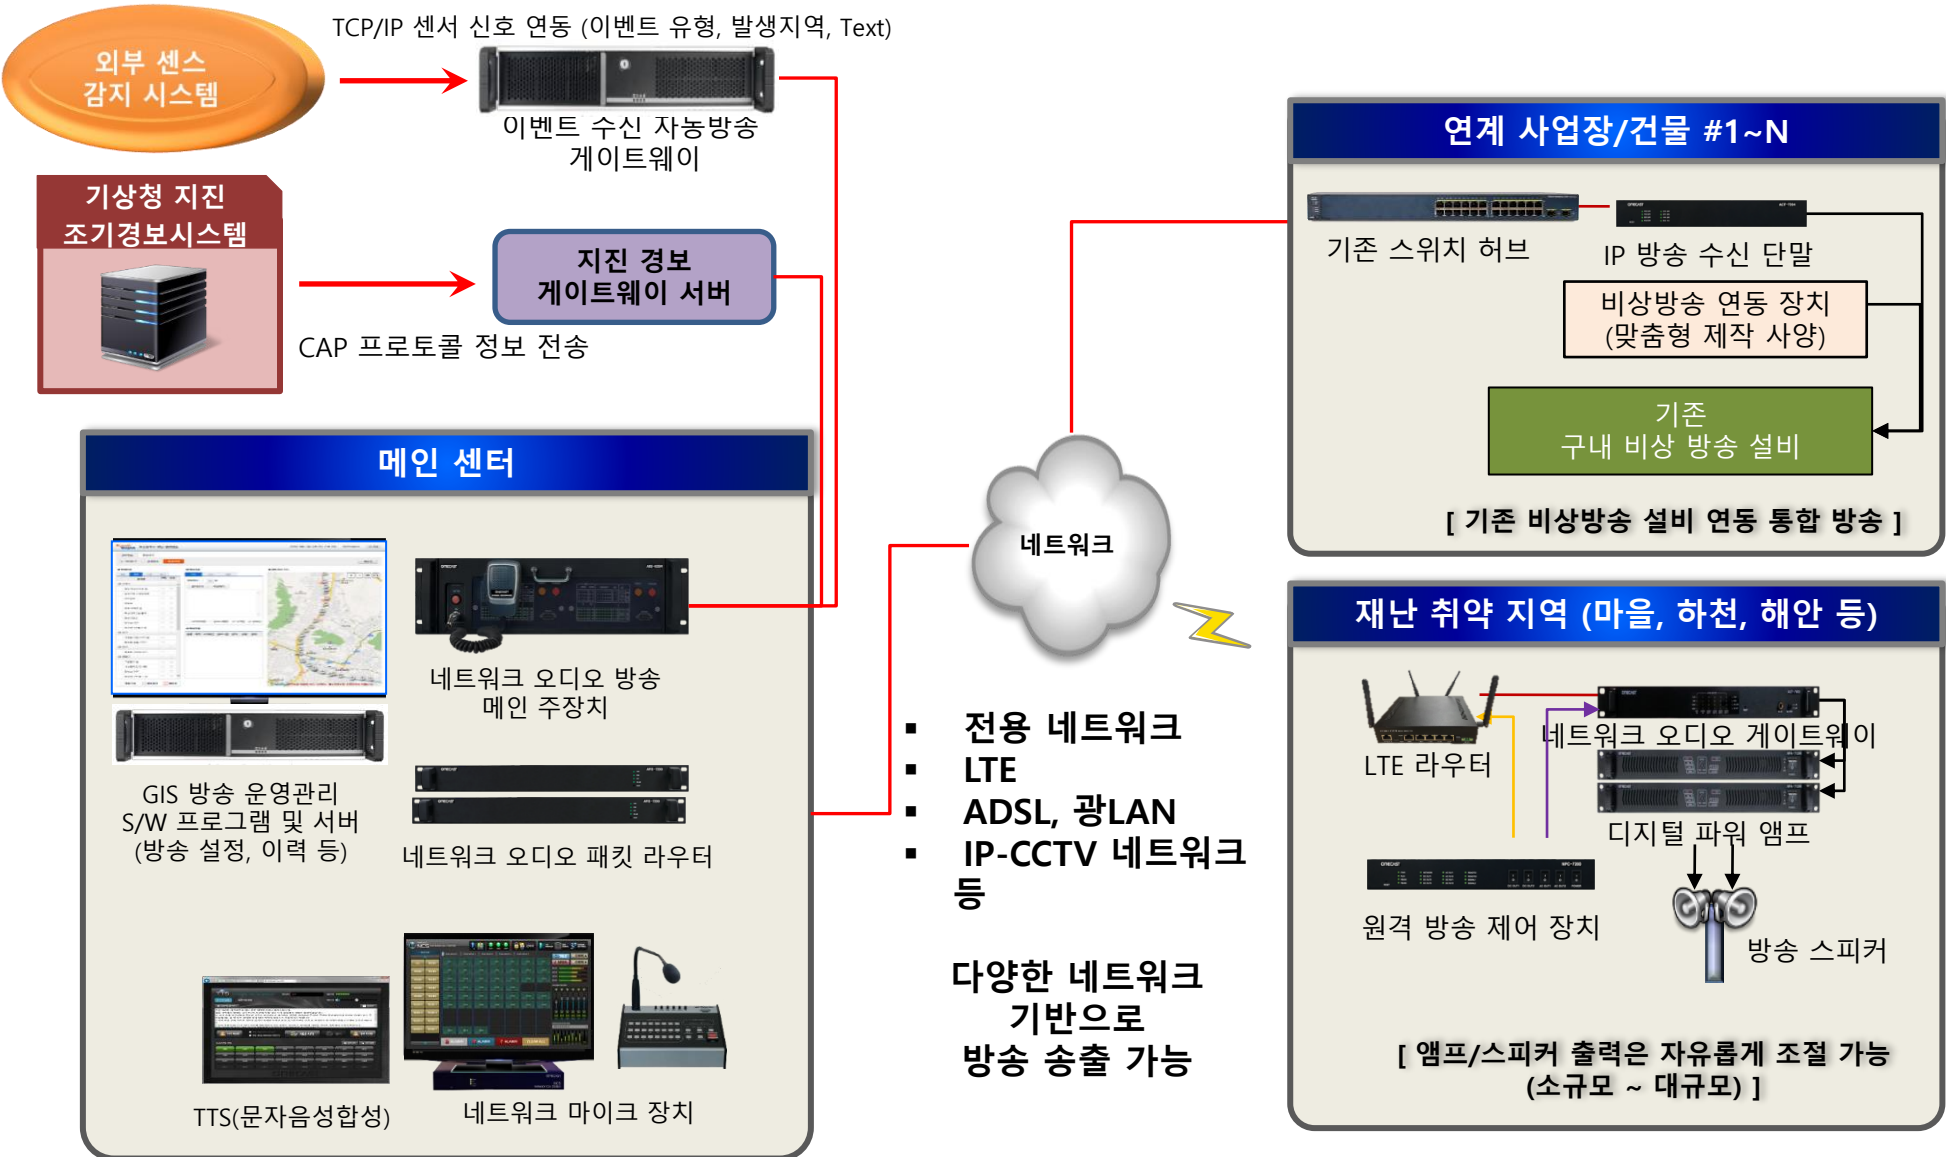 TCP/IP 센서 신호 연동 (이벤트 유형, 발생지역, Text)
외부 센스
감지 시스템
이벤트 수신 자동방송
게이트웨이
기상청 지진
조기경보시스템
지진 경보
게이트웨이 서버
CAP 프로토콜 정보 전송
메인 센터
네트워크 오디오 방송
메인 주장치
GIS 방송 운영관리
S/W 프로그램 및 서버
(방송 설정, 이력 등)
네트워크 오디오 패킷 라우터
TTS(문자음성합성)
네트워크 마이크 장치
네트워크
▪ 전용 네트워크
▪ LTE
▪ ADSL, 광LAN
▪ IP-CCTV 네트워크
등
다양한 네트워크
기반으로
방송 송출 가능
연계 사업장/건물 #1~N
기존 스위치 허브
IP 방송 수신 단말
비상방송 연동 장치
(맞춤형 제작 사양)
기존
구내 비상 방송 설비
[ 기존 비상방송 설비 연동 통합 방송 ]
재난 취약 지역 (마을, 하천, 해안 등)
네트워크 오디오 게이트웨이
LTE 라우터
디지털 파워 앰프
원격 방송 제어 장치
방송 스피커
[ 앰프/스피커 출력은 자유롭게 조절 가능
(소규모 ~ 대규모) ]